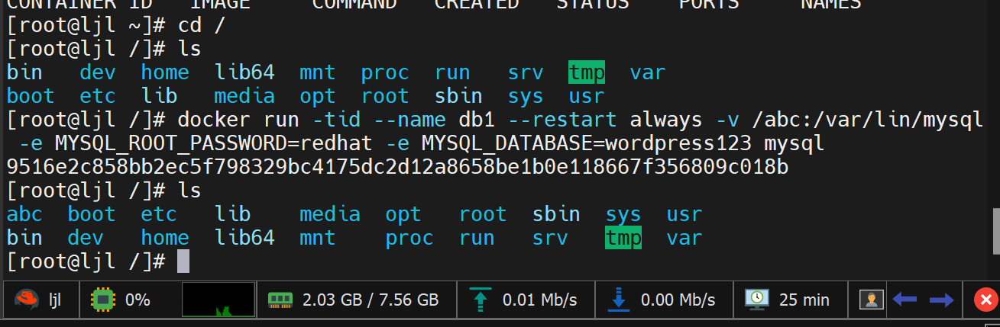 CONTAINER ID   IMAGE     COMMAND   CREATED   STATUS    PORTS     NAMES
[root@ljl ~]# cd /
[root@ljl /]# ls
bin   dev  home  lib64  mnt  proc  run   srv  tmp  var
boot  etc  lib   media  opt  root  sbin  sys  usr
[root@ljl /]# docker run -tid --name db1 --restart always -v /abc:/var/lin/mysql
 -e MYSQL_ROOT_PASSWORD=redhat -e MYSQL_DATABASE=wordpress123 mysql
9516e2c858bb2ec5f798329bc4175dc2d12a8658be1b0e118667f356809c018b
[root@ljl /]# ls
abc  boot  etc   lib    media  opt   root  sbin  sys  usr
bin  dev   home  lib64  mnt    proc  run   srv   tmp  var
[root@ljl /]#
ljl 0% 2.03 GB / 7.56 GB 0.01 Mb/s 0.00 Mb/s 25 min